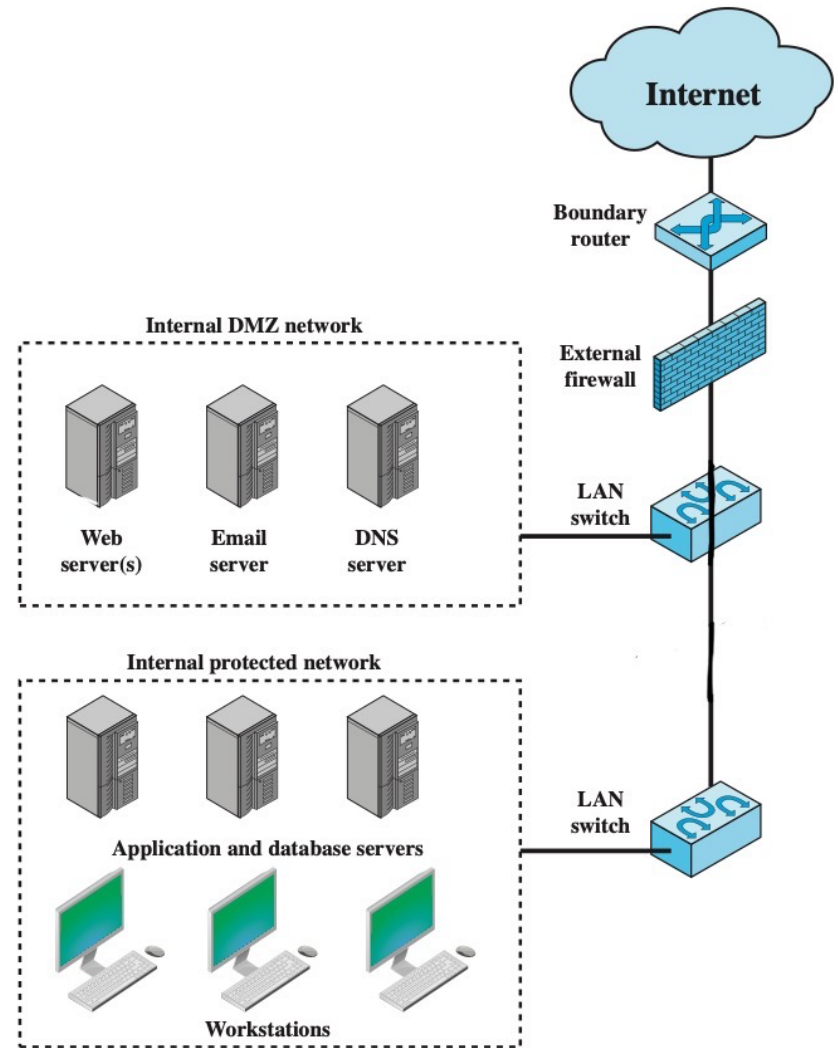 Internet
Boundary
router
Internal DMZ network
External
firewall
LAN
switch
Web
server(s)
Email
server
DNS
server
Internal protected network
LAN
switch
Application and database servers
Workstations